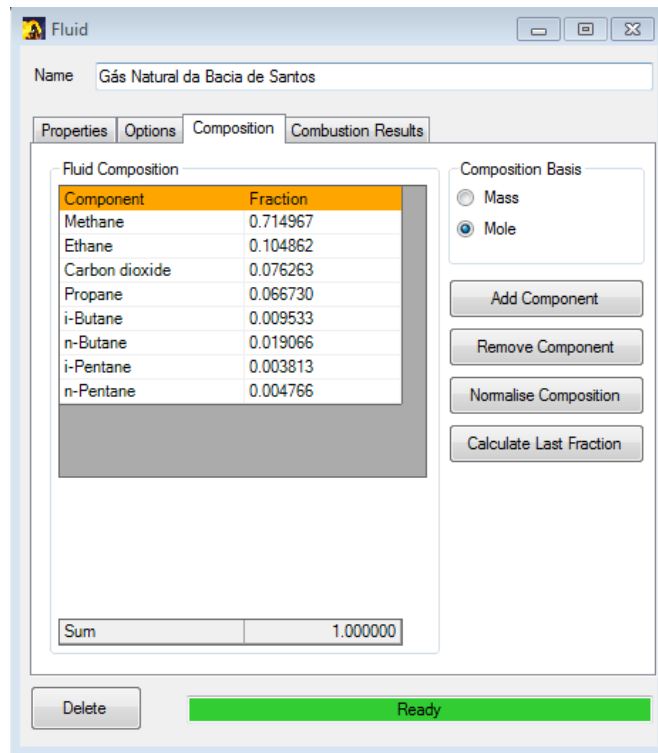 Fluid
Name Gás Natural da Bacia de Santos
Properties Options Composition Combustion Results
Fluid Composition
Component Fraction
Methane 0.714967
Ethane 0.104862
Carbon dioxide 0.076263
Propane 0.066730
i-Butane 0.009533
n-Butane 0.019066
i-Pentane 0.003813
n-Pentane 0.004766
Sum 1.000000
Composition Basis
Mass
Mole
Add Component
Remove Component
Normalise Composition
Calculate Last Fraction
Delete Ready